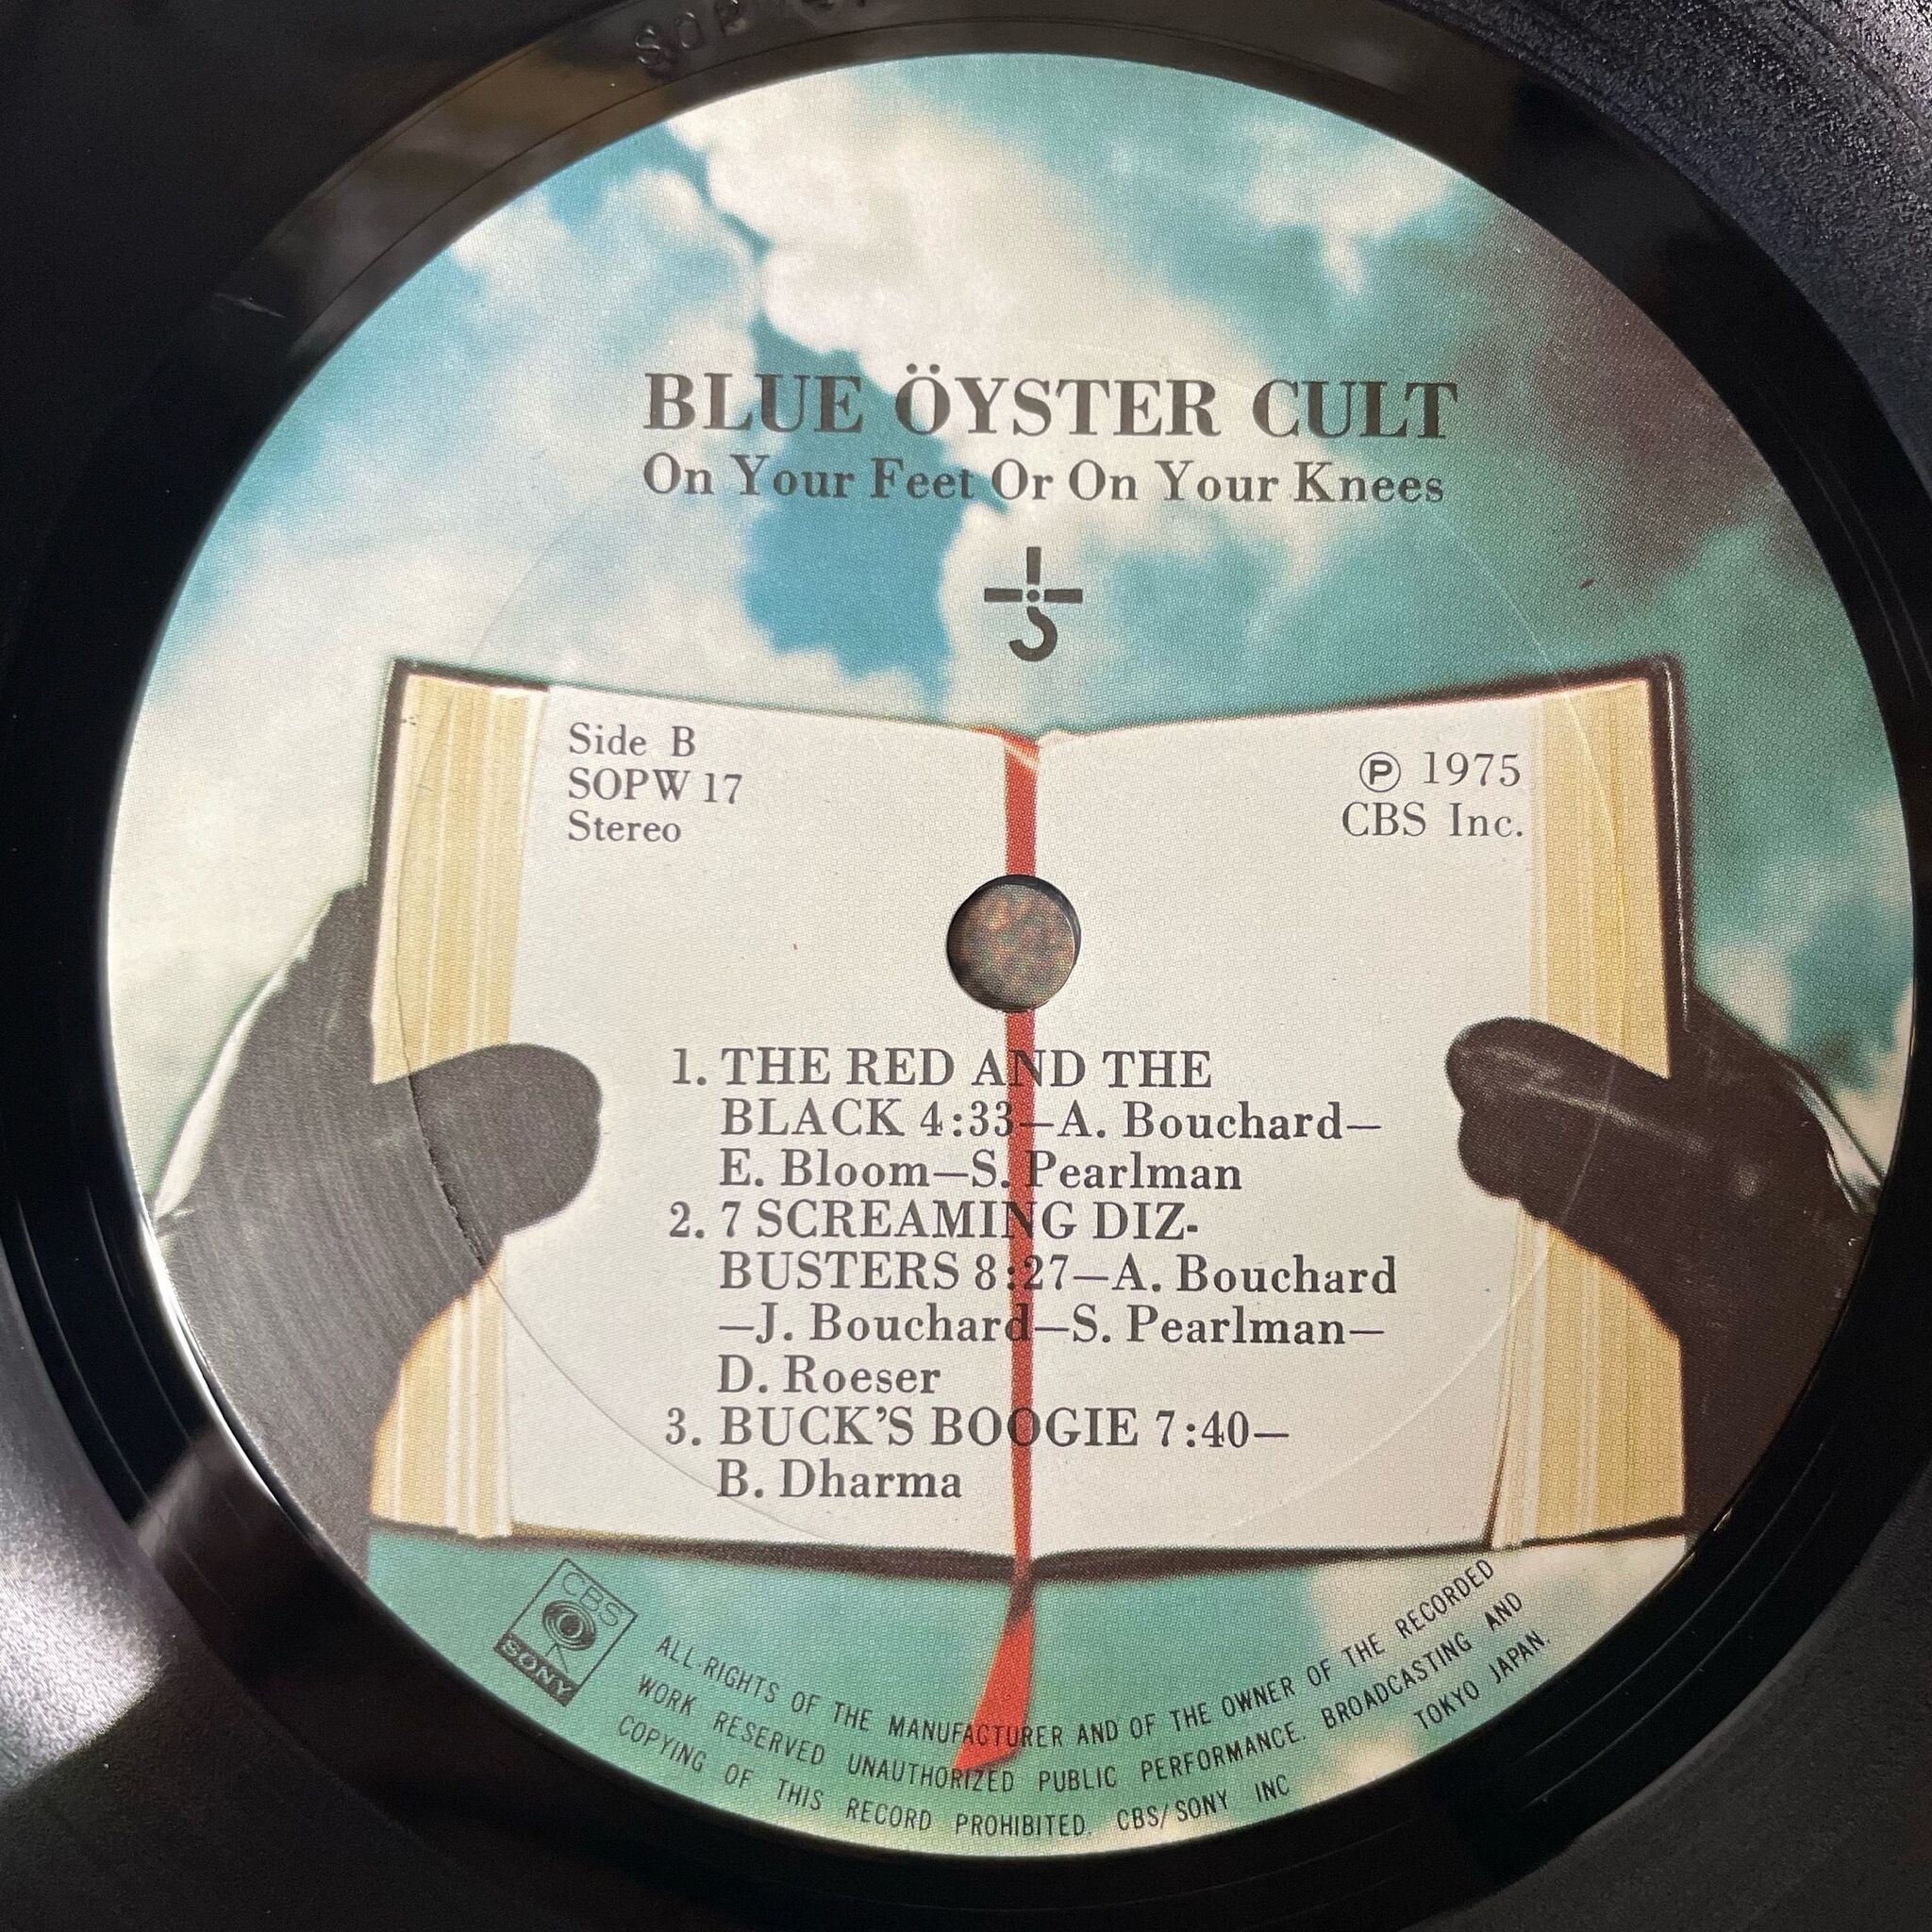 SOPW
BLUE ÖYSTER CULT
On Your Feet Or On Your Knees
Side B
SOPW 17
Stereo
℗ 1975
CBS Inc.
1. THE RED AND THE
BLACK 4:33—A. Bouchard—
E. Bloom—S. Pearlman
2. 7 SCREAMING DIZ-
BUSTERS 8:27—A. Bouchard
—J. Bouchard—S. Pearlman—
D. Roeser
3. BUCK'S BOOGIE 7:40—
B. Dharma
CBS
SONY
ALL RIGHTS OF THE MANUFACTURER AND OF THE OWNER OF THE RECORDED
WORK RESERVED UNAUTHORIZED PUBLIC PERFORMANCE. BROADCASTING AND
COPYING OF THIS RECORD PROHIBITED. CBS/SONY INC TOKYO JAPAN.